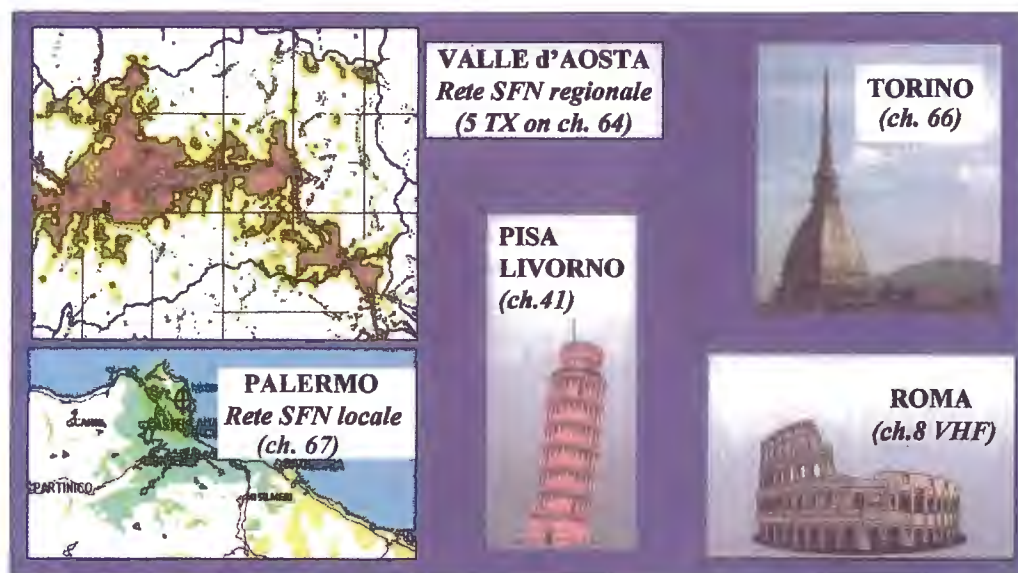 VALLE d'AOSTA
Rete SFN regionale
(5 TX on ch. 64)
TORINO
(ch. 66)
PISA
LIVORNO
(ch.41)
PALERMO
Rete SFN locale
(ch. 67)
PARTINICO
ROMA
(ch.8 VHF)